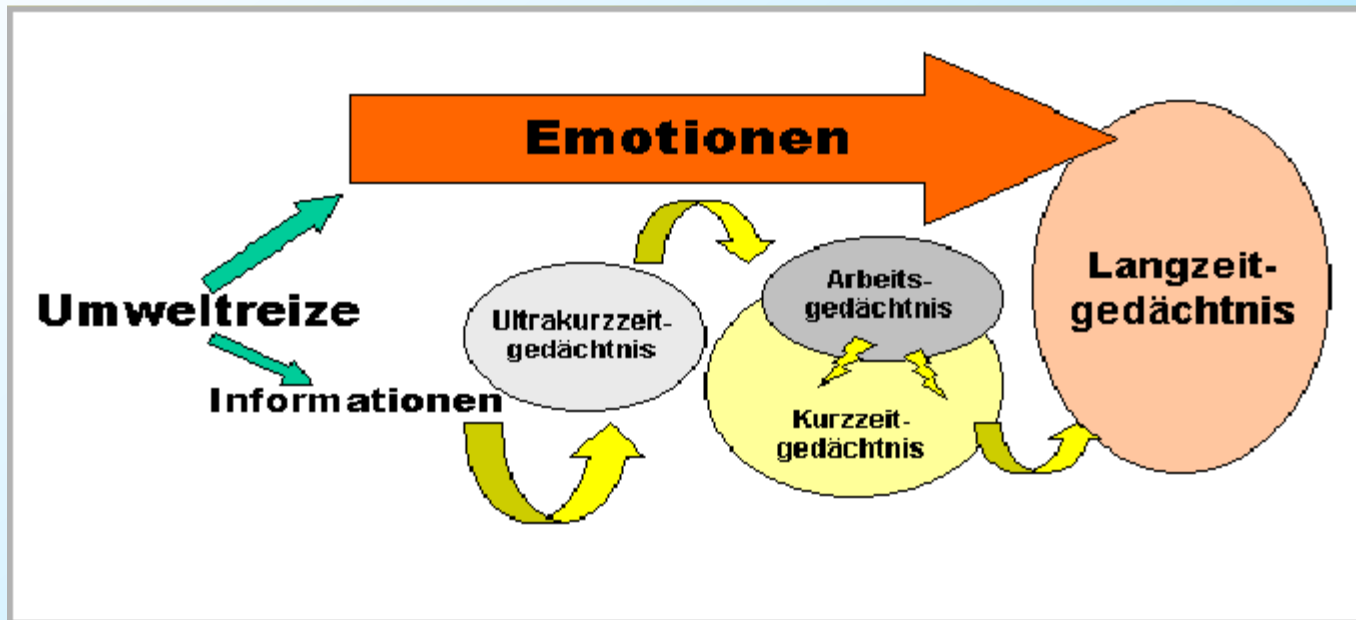 Emotionen
Umweltreize
Informationen
Ultrakurzzeit-
gedächtnis
Arbeits-
gedächtnis
Kurzzeit-
gedächtnis
Langzeit-
gedächtnis